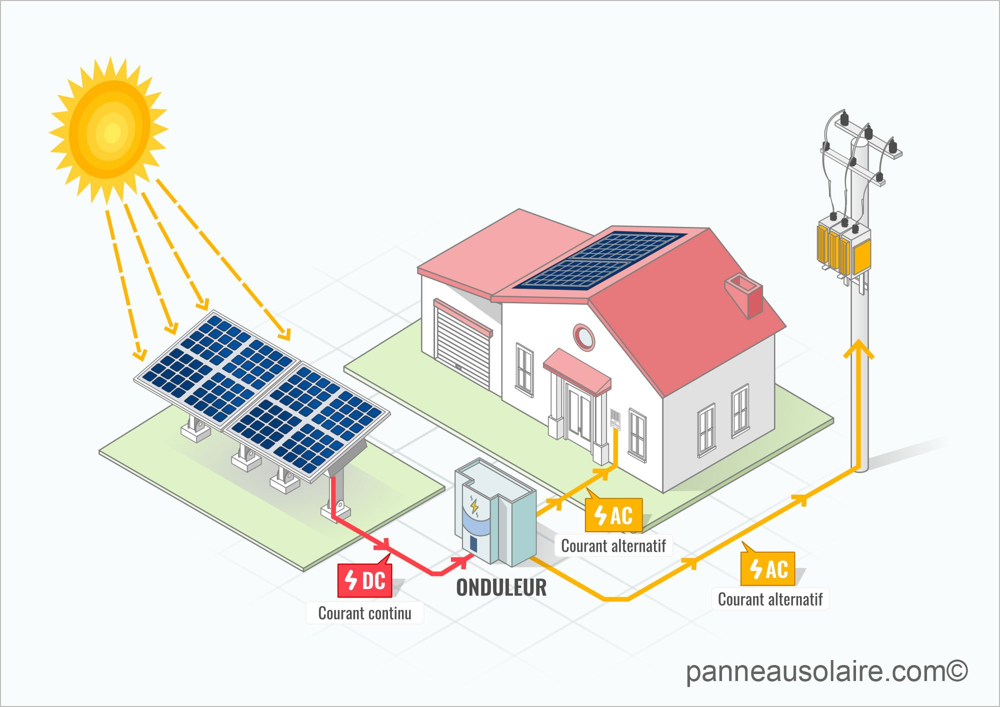 AC
Courant alternatif
DC
Courant continu
ONDULEUR
AC
Courant alternatif
panneausolaire.com©